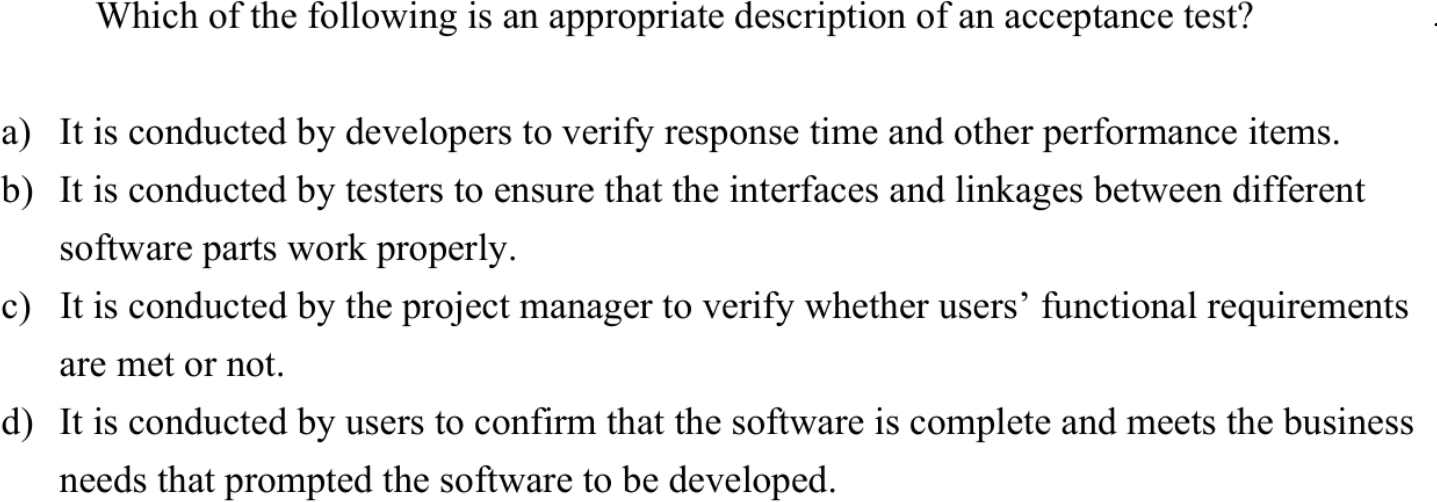 Which of the following is an appropriate description of an acceptance test?
a) It is conducted by developers to verify response time and other performance items.
b) It is conducted by testers to ensure that the interfaces and linkages between different
software parts work properly.
c) It is conducted by the project manager to verify whether users’ functional requirements
are met or not.
d) It is conducted by users to confirm that the software is complete and meets the business
needs that prompted the software to be developed.